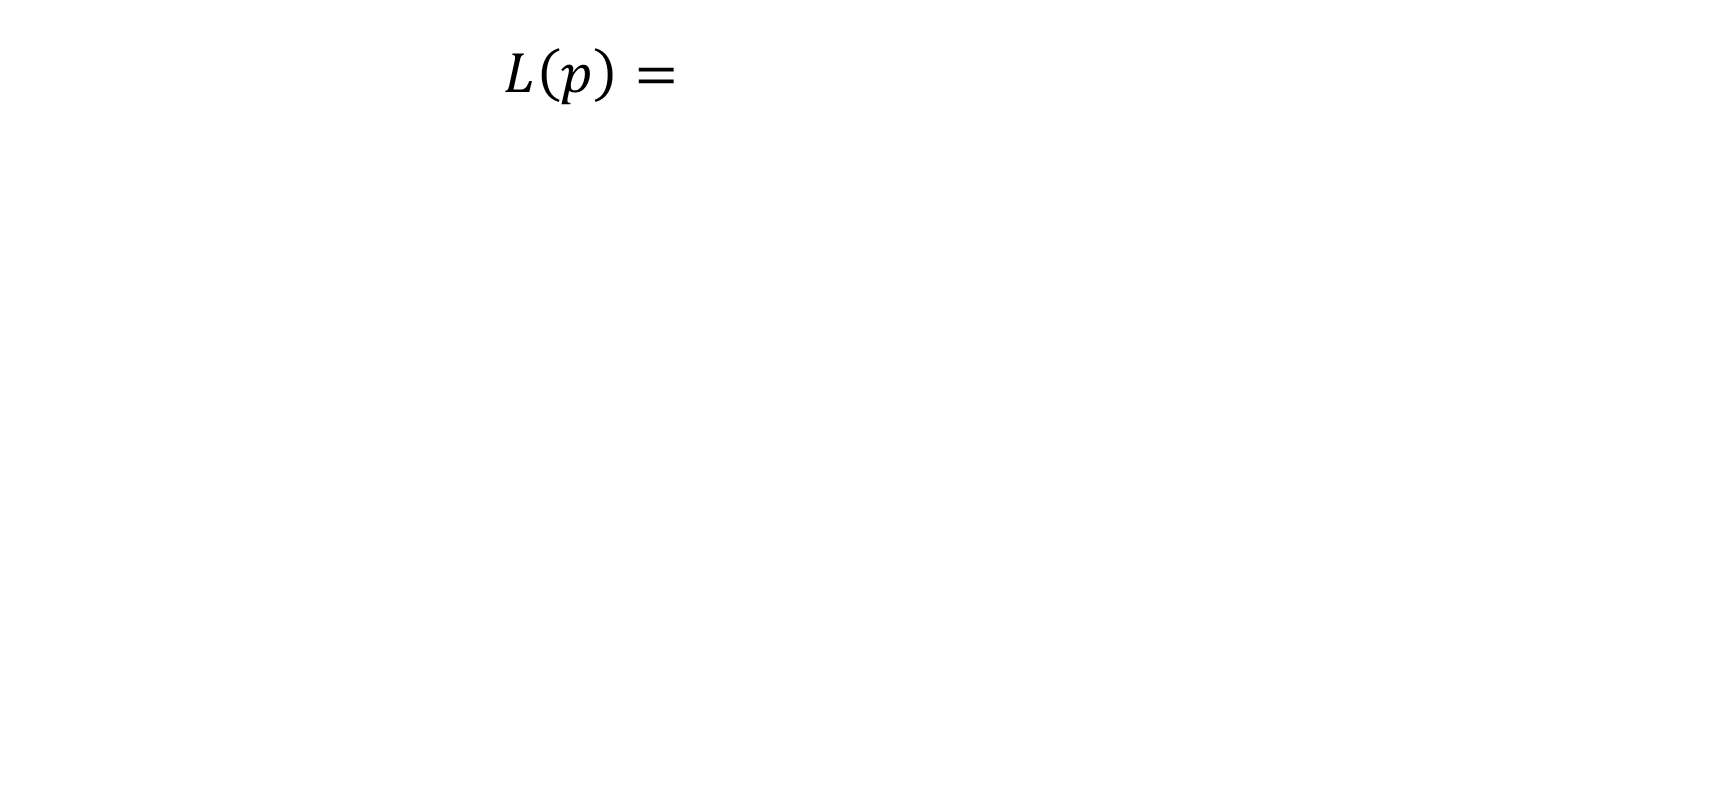 L(p) =